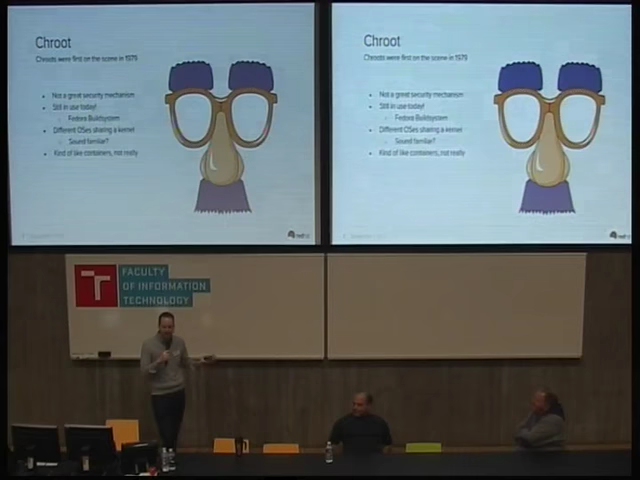 Chroot
Chroots were first on the scene in 1979
Not a great security mechanism
Still in use today!
Fedora Buildsystem
Different OSes sharing a kernel
Sound familiar?
Kind of like containers, not really
Chroot
Chroots were first on the scene in 1979
Not a great security mechanism
Still in use today!
Fedora Buildsystem
Different OSes sharing a kernel
Sound familiar?
Kind of like containers, not really
FACULTY
OF INFORMATION
TECHNOLOGY